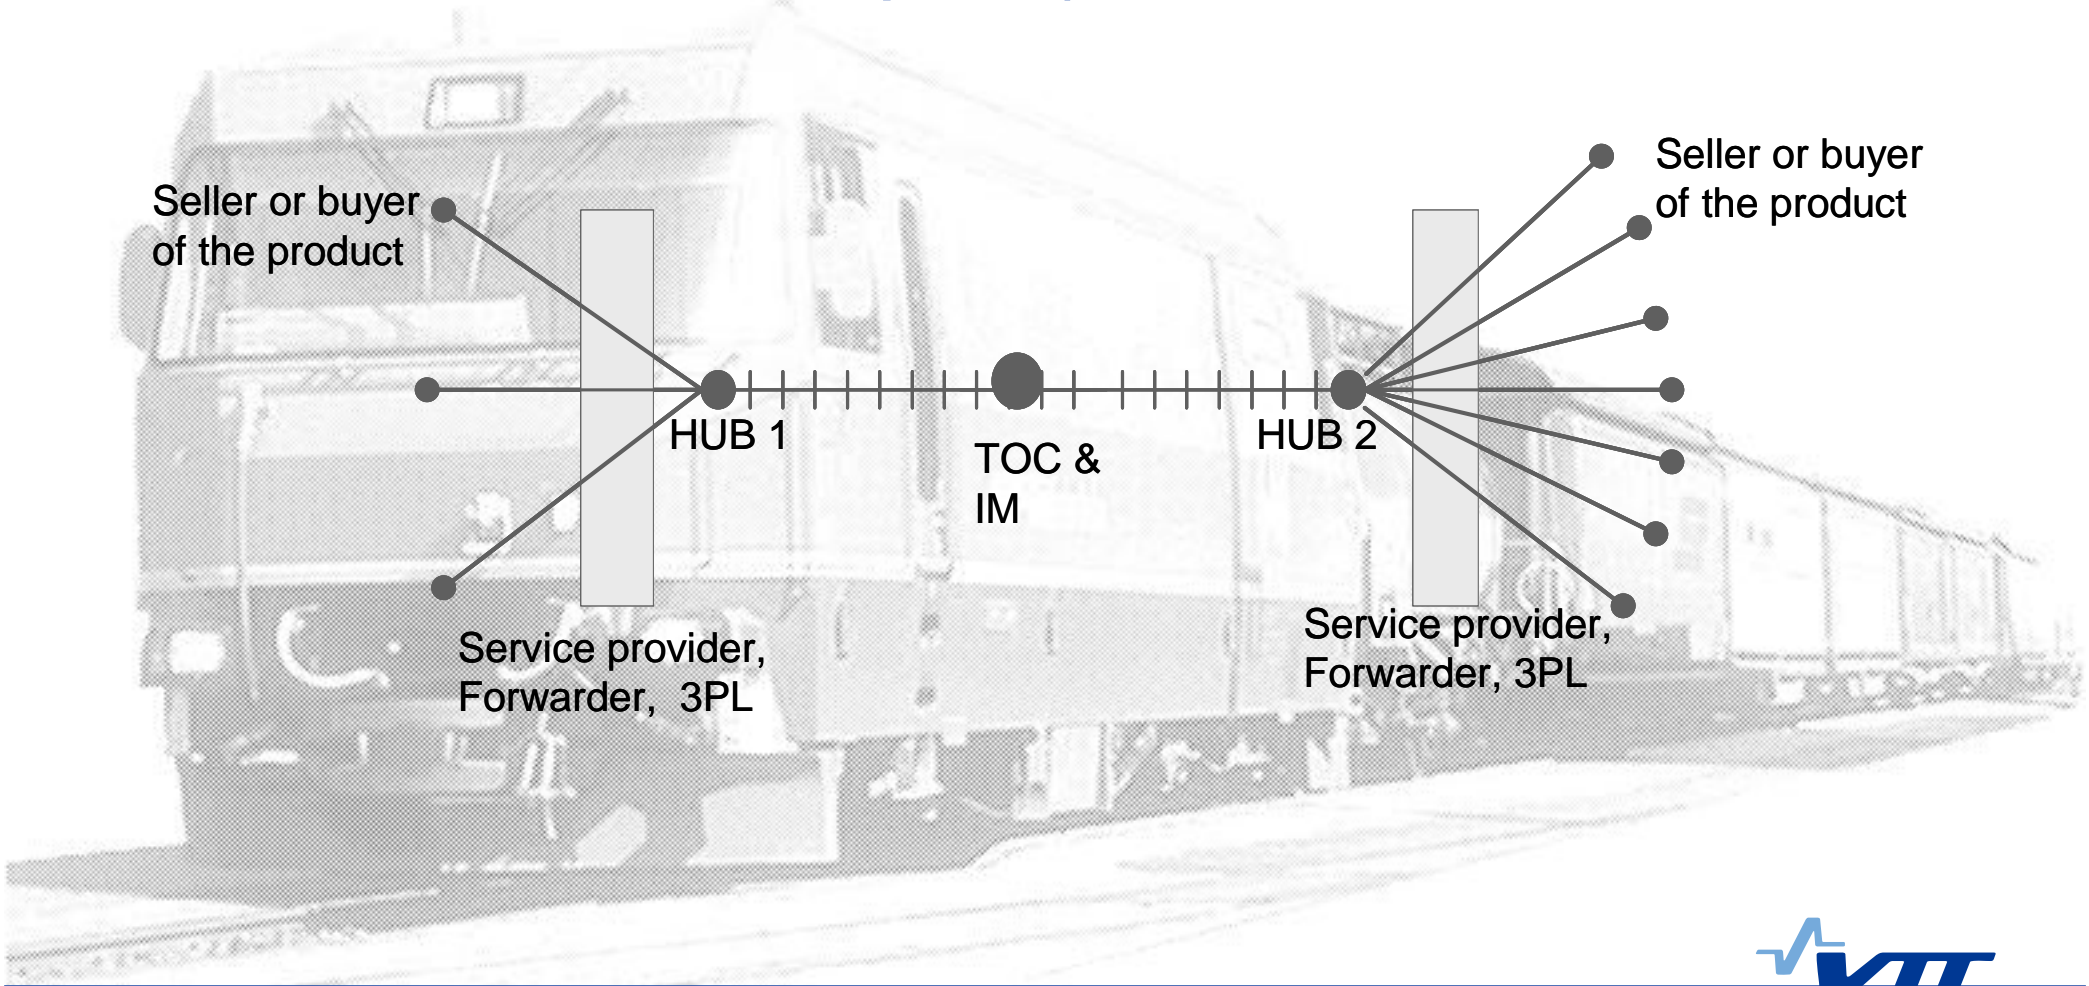 Seller or buyer
of the product
Seller or buyer
of the product
HUB 1
TOC &
IM
HUB 2
Service provider,
Forwarder,  3PL
Service provider,
Forwarder, 3PL
VTT